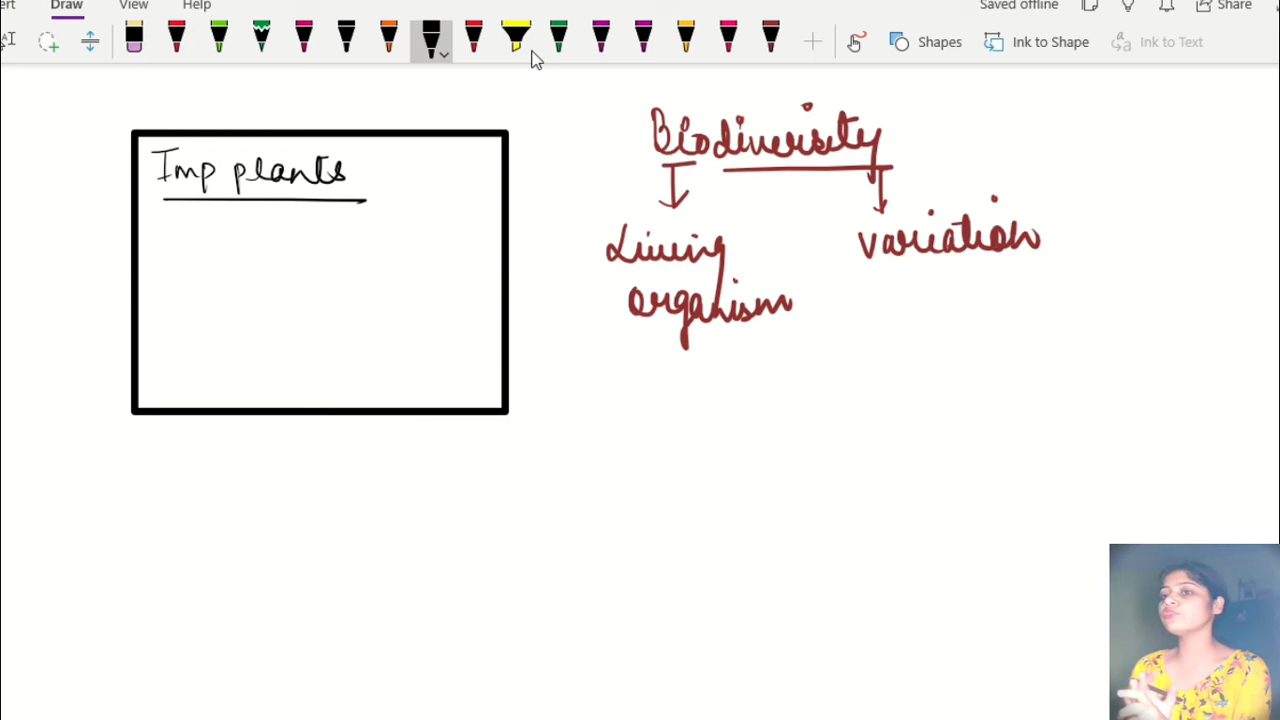 ert Draw View Help Saved offline Share
Shapes Ink to Shape Ink to Text
Imp plants
Biodiversity
Living
organism
variation